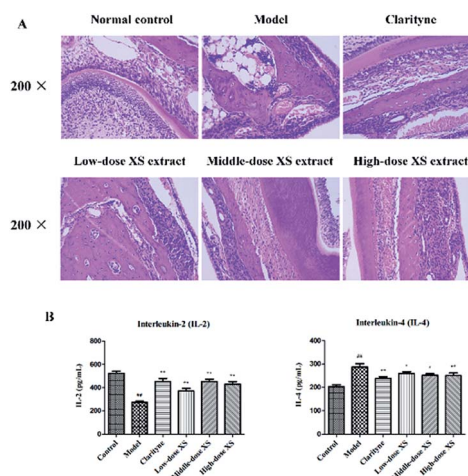 A
Normal control
Model
Clarityne
200 ×
Low-dose XS extract
Middle-dose XS extract
High-dose XS extract
200 ×
B
Interleukin-2 (IL-2)
IL-2 (pg/mL)
800
600
400
200
0
##
**
**
**
**
Control
Model
Clarityne
Low-dose XS
Middle-dose XS
High-dose XS
Interleukin-4 (IL-4)
IL-4 (pg/mL)
400
300
200
100
0
**
*
**
Control
Model
Clarityne
Low-dose XS
Middle-dose XS
High-dose XS